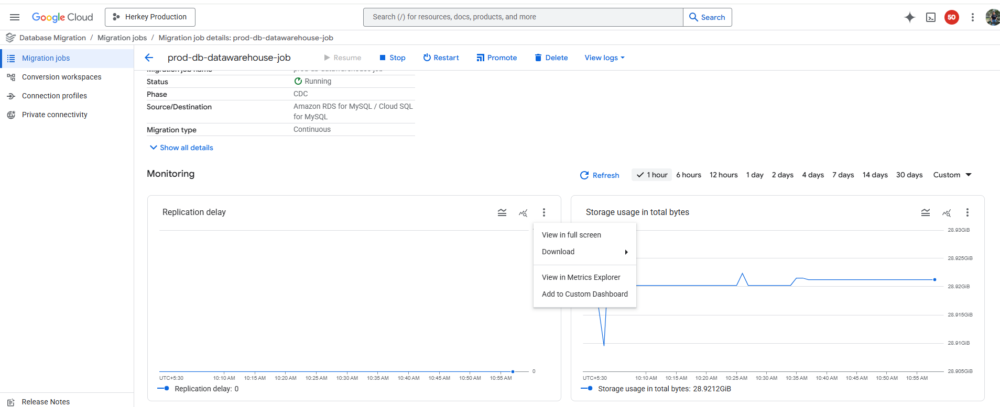 Google Cloud
Herkey Production
Search (/) for resources, docs, products, and more
Search
50
Database Migration / Migration jobs / Migration job details: prod-db-datawarehouse-job
Migration jobs
Conversion workspaces
Connection profiles
Private connectivity
Release Notes
prod-db-datawarehouse-job
Resume
Stop
Restart
Promote
Delete
View logs
Migration job name prod-db-datawarehouse-job
Status Running
Phase CDC
Source/Destination Amazon RDS for MySQL / Cloud SQL
for MySQL
Migration type Continuous
Show all details
Monitoring
Refresh
1 hour 6 hours 12 hours 1 day 2 days 4 days 7 days 14 days 30 days Custom
Replication delay
View in full screen
Download
View in Metrics Explorer
Add to Custom Dashboard
0
UTC+5:30 10:10 AM 10:15 AM 10:20 AM 10:25 AM 10:30 AM 10:35 AM 10:40 AM 10:45 AM 10:50 AM 10:55 AM
Replication delay: 0
Storage usage in total bytes
28.93GiB
28.925GiB
28.92GiB
28.915GiB
28.91GiB
28.905GiB
UTC+5:30 10:10 AM 10:15 AM 10:20 AM 10:25 AM 10:30 AM 10:35 AM 10:40 AM 10:45 AM 10:50 AM 10:55 AM
Storage usage in total bytes: 28.9212GiB